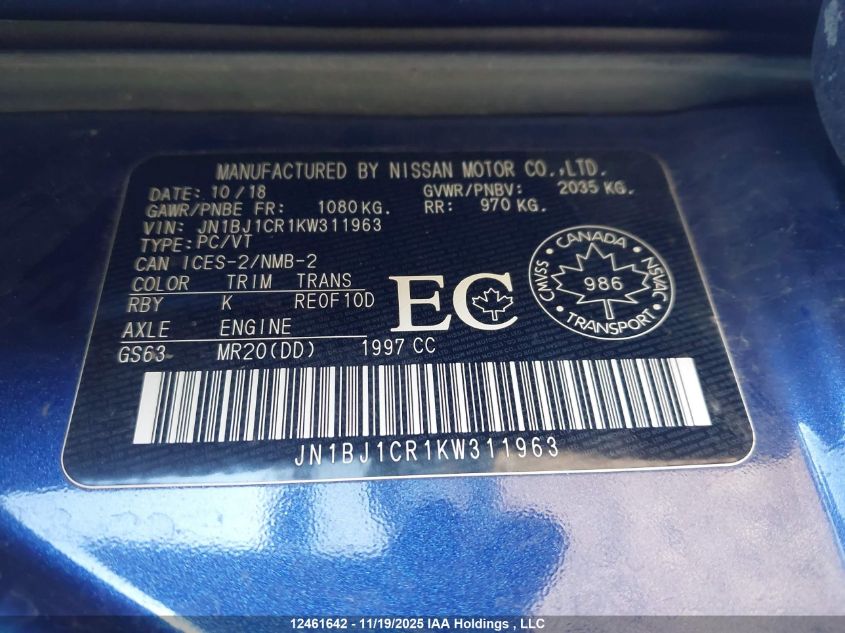 MANUFACTURED BY NISSAN MOTOR CO.,LTD.
DATE: 10/18 GVWR/PNBV: 2035 KG.
GAWR/PNBE FR: 1080KG. RR: 970 KG.
VIN: JN1BJ1CR1KW311963
TYPE: PC/VT
CAN ICES-2/NMB-2
COLOR TRIM TRANS
RBY K RE0F10D
AXLE ENGINE
GS63 MR20(DD) 1997 CC
EC
CANADA
CMVSS 986 NSVAC
TRANSPORT
JN1BJ1CR1KW311963
12461642 - 11/19/2025 IAA Holdings , LLC